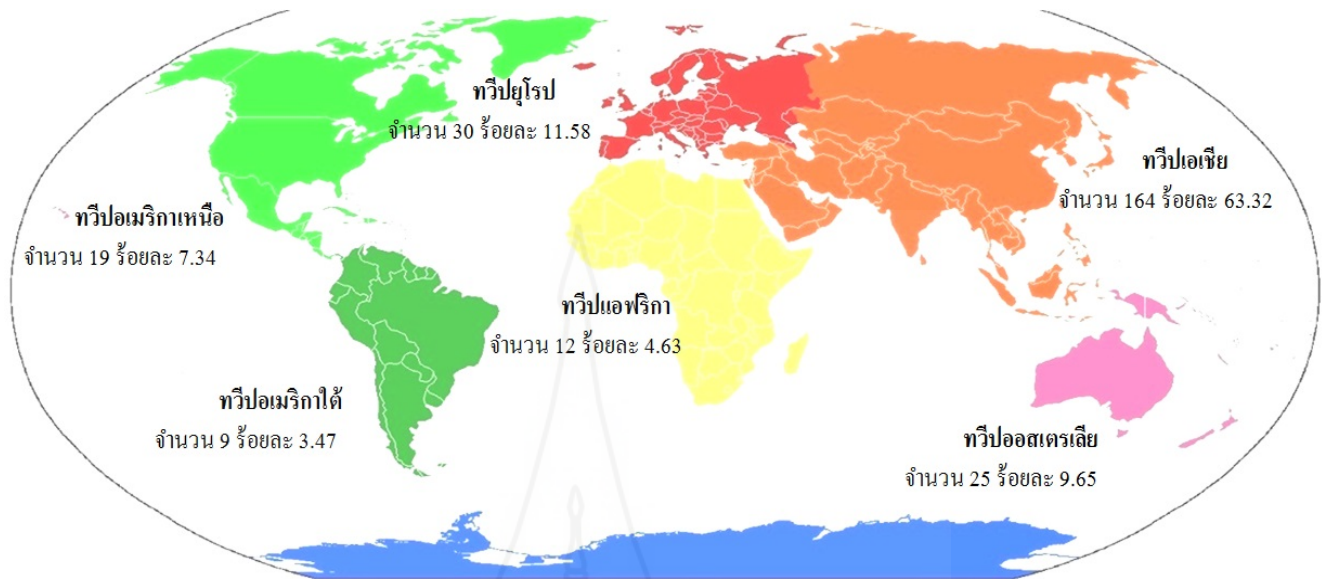 ทวีปยุโรป
จำนวน 30 ร้อยละ 11.58
ทวีปเอเชีย
จำนวน 164 ร้อยละ 63.32
ทวีปอเมริกาเหนือ
จำนวน 19 ร้อยละ 7.34
ทวีปแอฟริกา
จำนวน 12 ร้อยละ 4.63
ทวีปอเมริกาใต้
จำนวน 9 ร้อยละ 3.47
ทวีปออสเตรเลีย
จำนวน 25 ร้อยละ 9.65